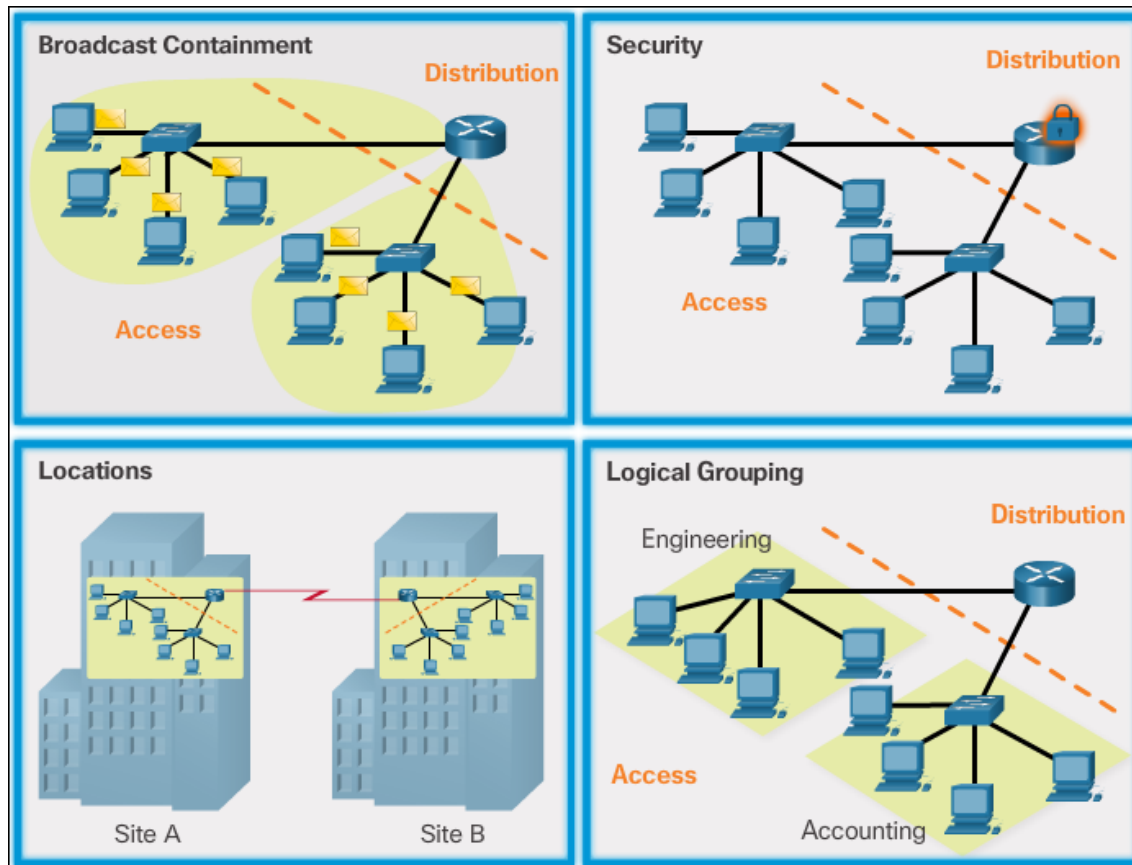 Broadcast Containment
Distribution
Access
Security
Distribution
Access
Locations
Site A
Site B
Logical Grouping
Distribution
Engineering
Access
Accounting